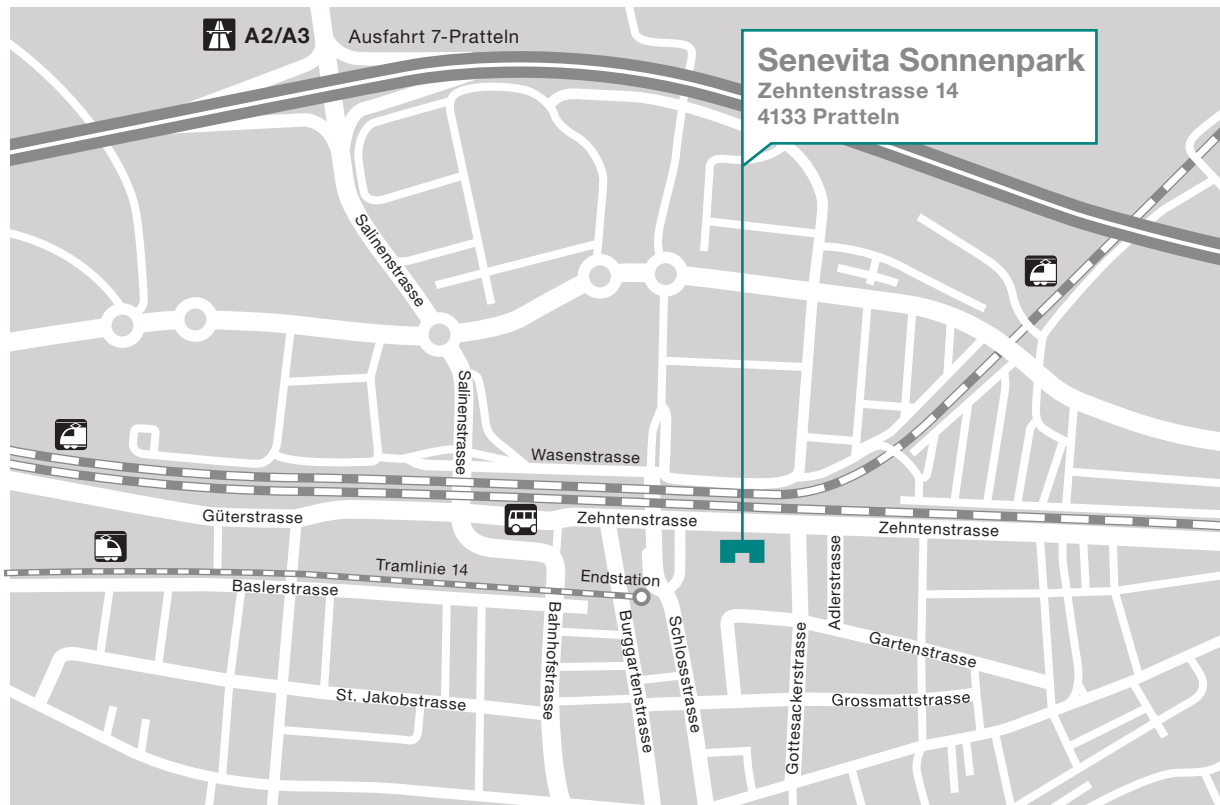 A2/A3 Ausfahrt 7-Pratteln
Senevita Sonnenpark
Zehntenstrasse 14
4133 Pratteln
Salinenstrasse
Salinenstrasse
Wasenstrasse
Güterstrasse
Zehntenstrasse
Zehntenstrasse
Tramlinie 14
Endstation
Baslerstrasse
Bahnhofstrasse
Burggartenstrasse
Schlossstrasse
Gottesackerstrasse
Adlerstrasse
Gartenstrasse
St. Jakobstrasse
Grossmattstrasse